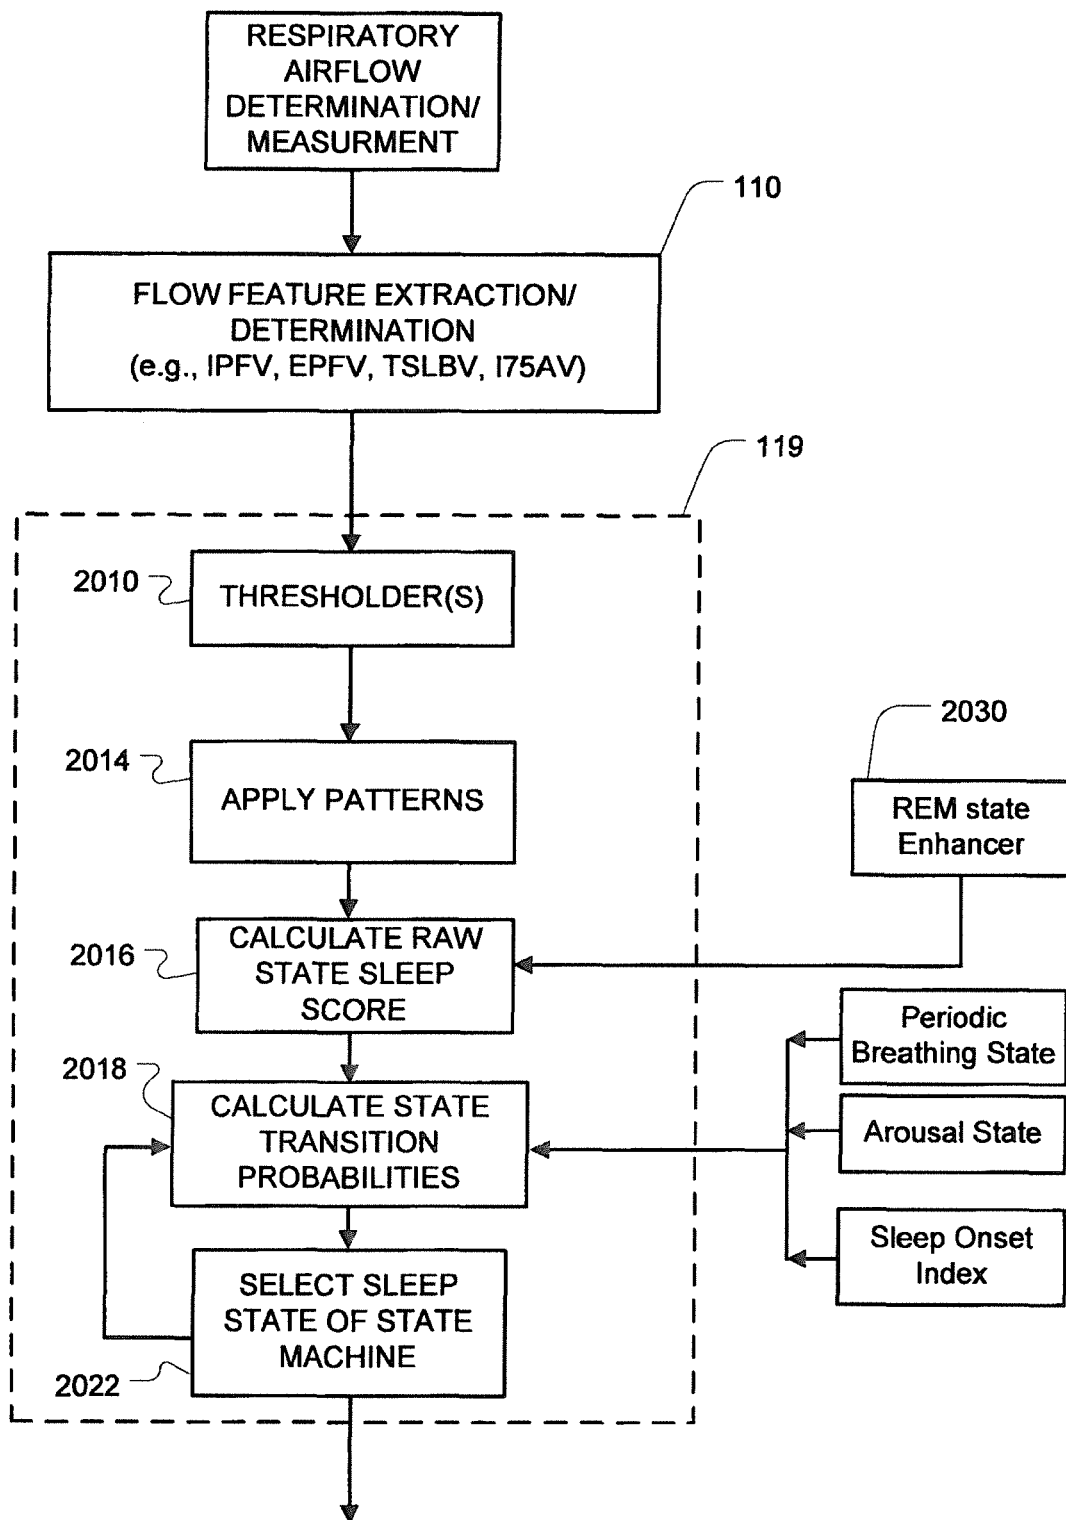 RESPIRATORY
AIRFLOW
DETERMINATION/
MEASURMENT
110
FLOW FEATURE EXTRACTION/
DETERMINATION
(e.g., IPFV, EPFV, TSLBV, I75AV)
119
2010
THRESHOLDER(S)
2014
APPLY PATTERNS
2030
REM state
Enhancer
2016
CALCULATE RAW
STATE SLEEP
SCORE
Periodic
Breathing State
2018
CALCULATE STATE
TRANSITION
PROBABILITIES
Arousal State
Sleep Onset
Index
SELECT SLEEP
STATE OF STATE
MACHINE
2022